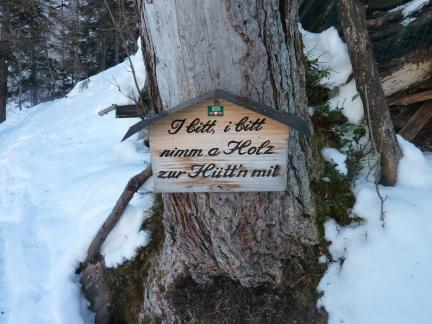 I bitt, i bitt
nimm a Holz
zur Hütt'n mit